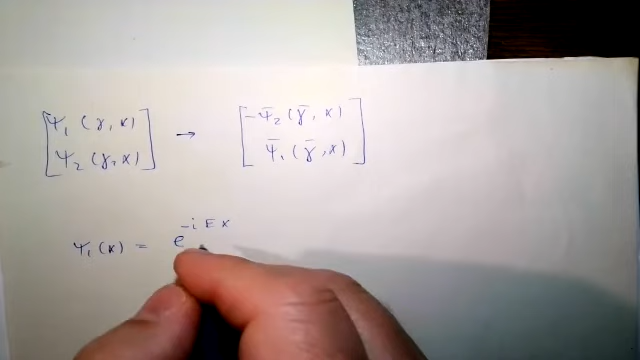 [ψ₁ (γ, x)] → [-ψ̄₂ (γ̄, x)]
[ψ₂ (γ, x)] [ψ̄₁ (γ̄, x)]
ψ₁(x) = e^{-iEx}